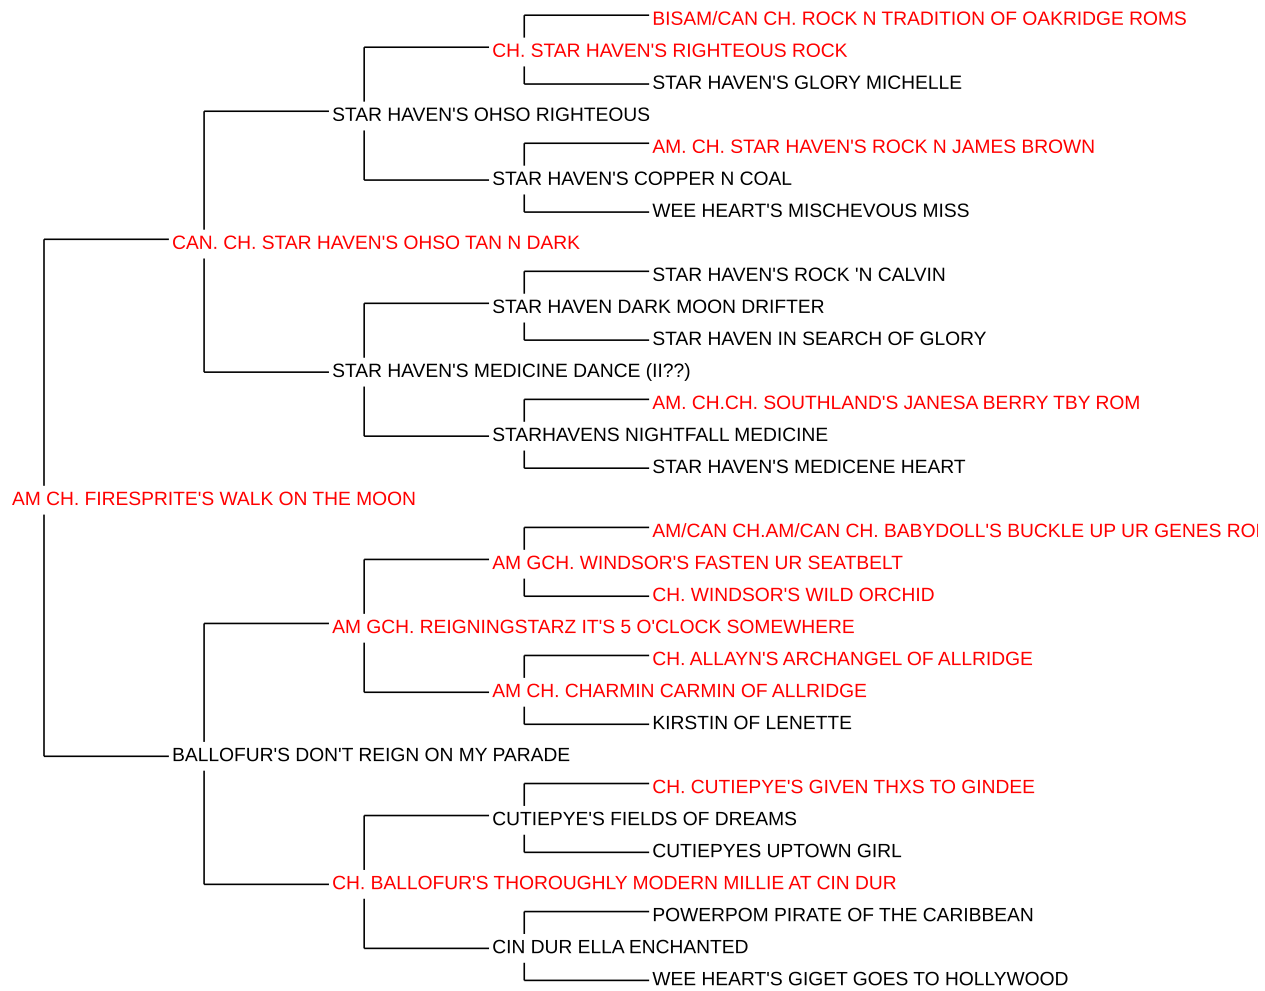 BISAM/CAN CH. ROCK N TRADITION OF OAKRIDGE ROMS
CH. STAR HAVEN'S RIGHTEOUS ROCK
STAR HAVEN'S GLORY MICHELLE
STAR HAVEN'S OHSO RIGHTEOUS
AM. CH. STAR HAVEN'S ROCK N JAMES BROWN
STAR HAVEN'S COPPER N COAL
WEE HEART'S MISCHEVOUS MISS
CAN. CH. STAR HAVEN'S OHSO TAN N DARK
STAR HAVEN'S ROCK 'N CALVIN
STAR HAVEN DARK MOON DRIFTER
STAR HAVEN IN SEARCH OF GLORY
STAR HAVEN'S MEDICINE DANCE (II??)
AM. CH.CH. SOUTHLAND'S JANESA BERRY TBY ROM
STARHAVENS NIGHTFALL MEDICINE
STAR HAVEN'S MEDICENE HEART
AM CH. FIRESPRITE'S WALK ON THE MOON
AM/CAN CH.AM/CAN CH. BABYDOLL'S BUCKLE UP UR GENES
AM GCH. WINDSOR'S FASTEN UR SEATBELT
CH. WINDSOR'S WILD ORCHID
AM GCH. REIGNINGSTARZ IT'S 5 O'CLOCK SOMEWHERE
CH. ALLAYN'S ARCHANGEL OF ALLRIDGE
AM CH. CHARMIN CARMIN OF ALLRIDGE
KIRSTIN OF LENETTE
BALLOFUR'S DON'T REIGN ON MY PARADE
CH. CUTIEPYE'S GIVEN THXS TO GINDEE
CUTIEPYE'S FIELDS OF DREAMS
CUTIEPYES UPTOWN GIRL
CH. BALLOFUR'S THOROUGHLY MODERN MILLIE AT CIN DUR
POWERPOM PIRATE OF THE CARIBBEAN
CIN DUR ELLA ENCHANTED
WEE HEART'S GIGET GOES TO HOLLYWOOD